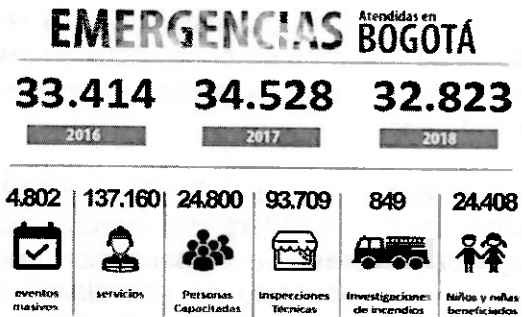 EMERGENCIAS Atendidas en
BOGOTÁ
33.414 34.528 32.823
2016 2017 2018
4.802 137.160 24.800 93.709 849 24.408
eventos servicios Personas Inspecciones Investigaciones Niños y niñas
masivos Capacitadas Técnicas de incendios beneficiados